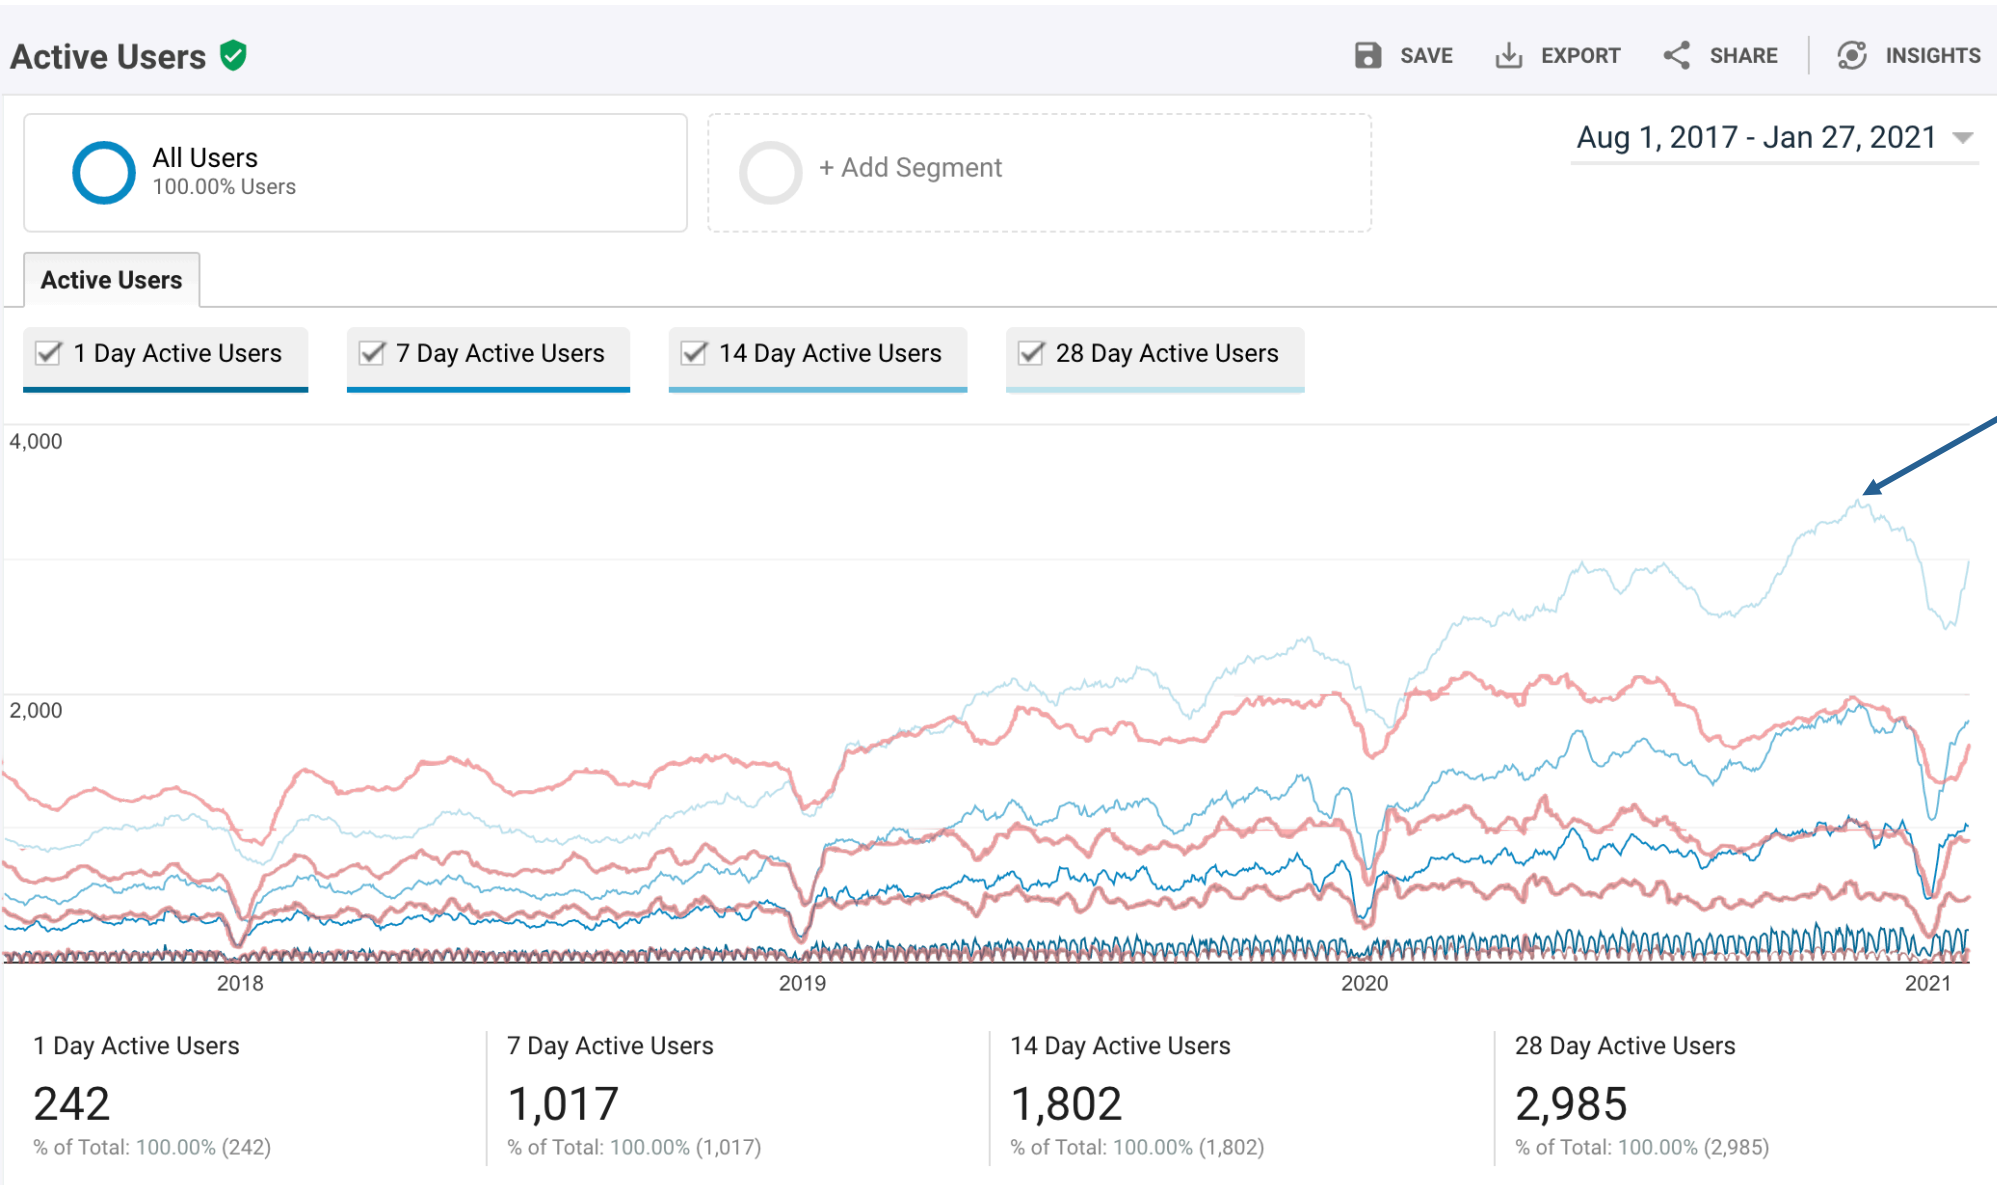 Active Users
SAVE EXPORT SHARE INSIGHTS
All Users
100.00% Users
+ Add Segment
Aug 1, 2017 - Jan 27, 2021
Active Users
1 Day Active Users 7 Day Active Users 14 Day Active Users 28 Day Active Users
4,000
2,000
2018 2019 2020 2021
1 Day Active Users
242
% of Total: 100.00% (242)
7 Day Active Users
1,017
% of Total: 100.00% (1,017)
14 Day Active Users
1,802
% of Total: 100.00% (1,802)
28 Day Active Users
2,985
% of Total: 100.00% (2,985)